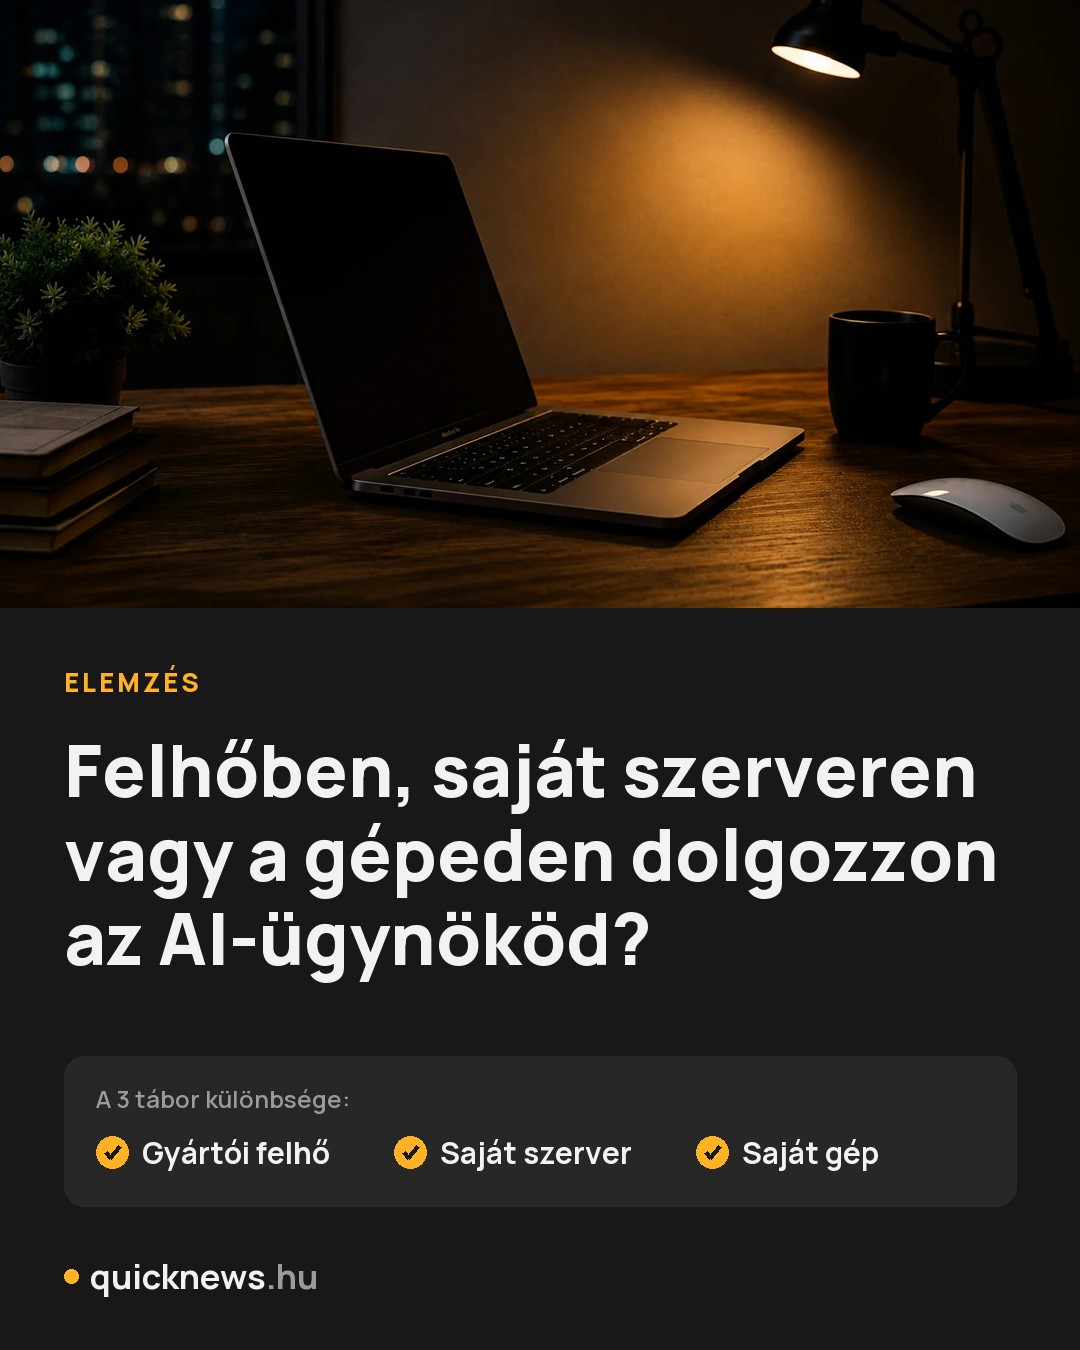 ELEMZÉS
Felhőben, saját szerveren
vagy a gépeden dolgozzon
az AI-ügynököd?
A 3 tábor különbsége:
Gyártói felhő Saját szerver Saját gép
quicknews.hu